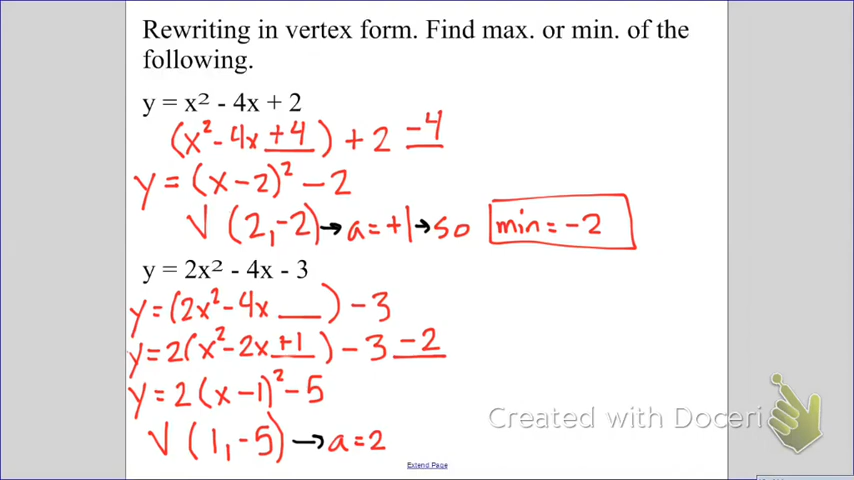 Rewriting in vertex form. Find max. or min. of the
following.
y = x² - 4x + 2
(x² - 4x +4) + 2 -4
y = (x - 2)² - 2
V (2, -2) → a = +1 → so min = -2
y = 2x² - 4x - 3
y = (2x² - 4x __) - 3
y = 2(x² - 2x +1) - 3 -2
y = 2(x - 1)² - 5
V (1, -5) → a = 2
Created with Doceri
Extend Page